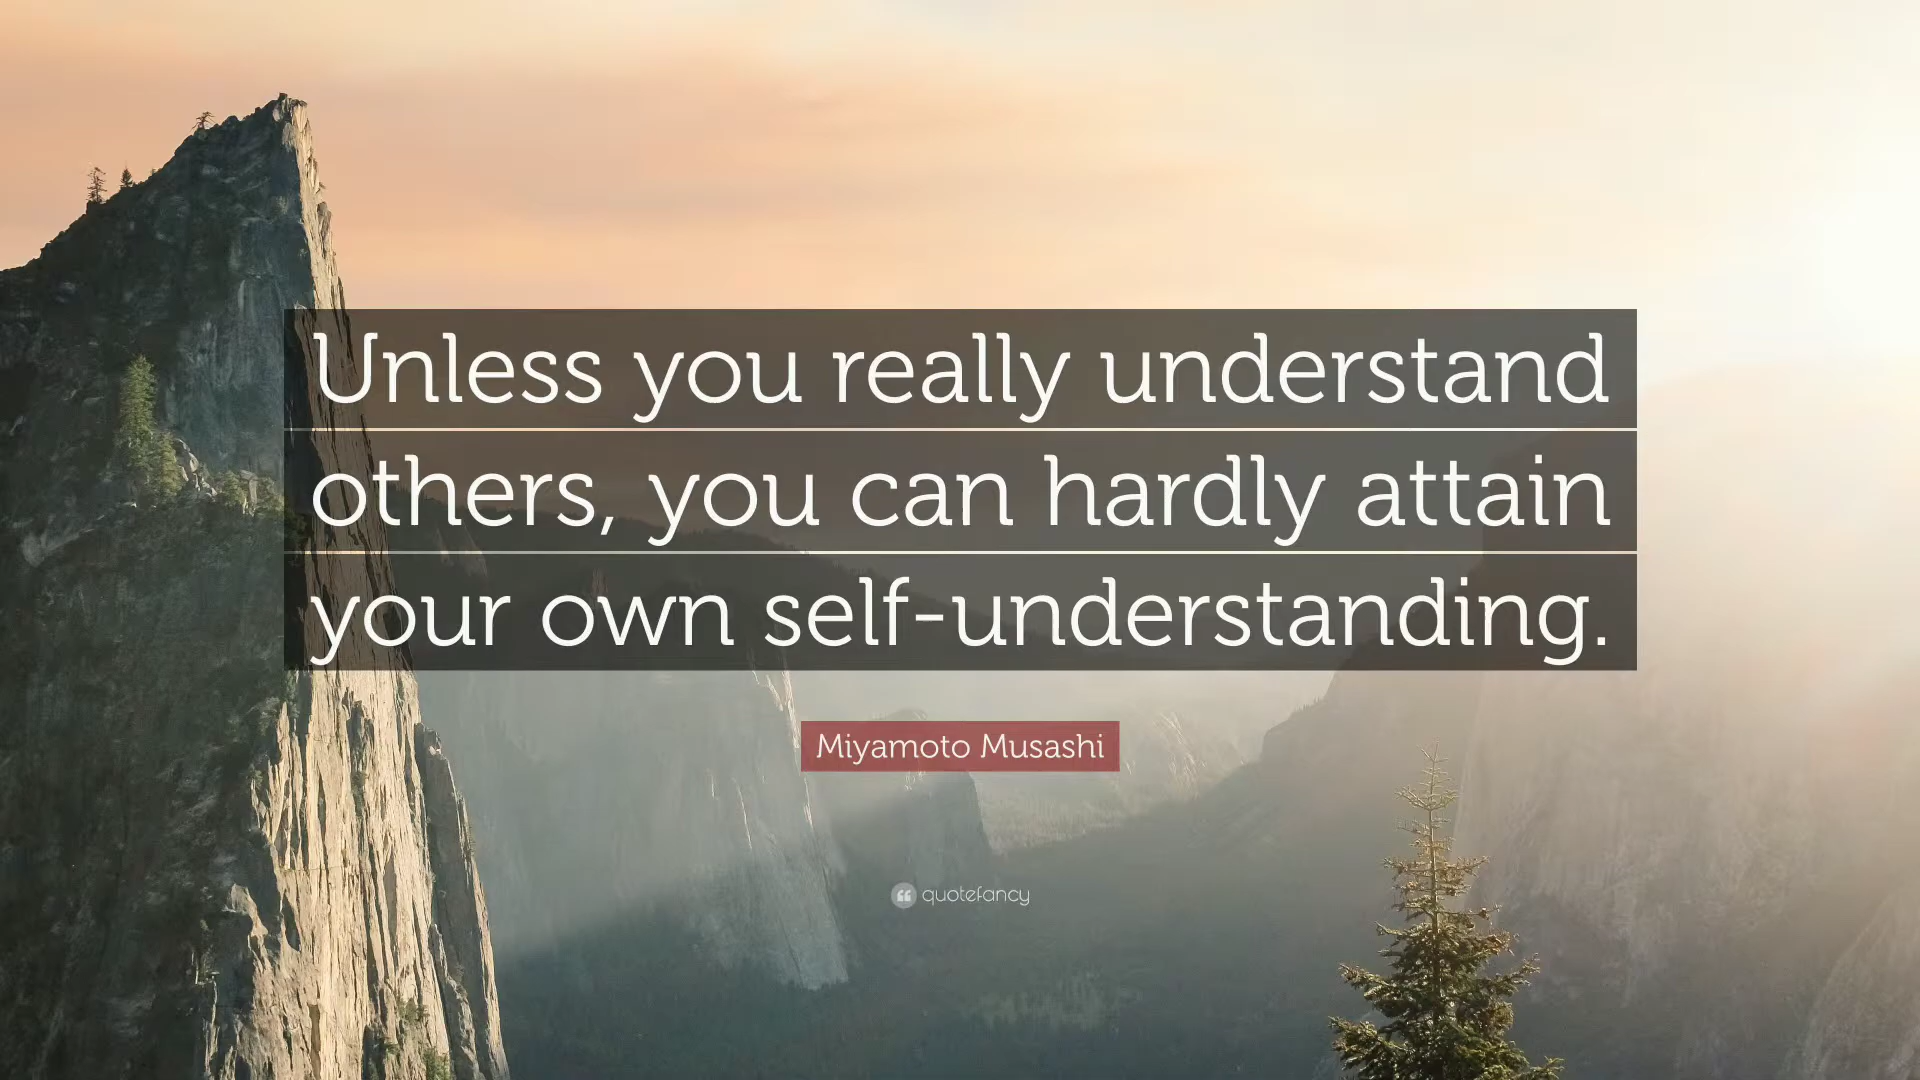 Unless you really understand
others, you can hardly attain
your own self-understanding.
Miyamoto Musashi
quotefancy